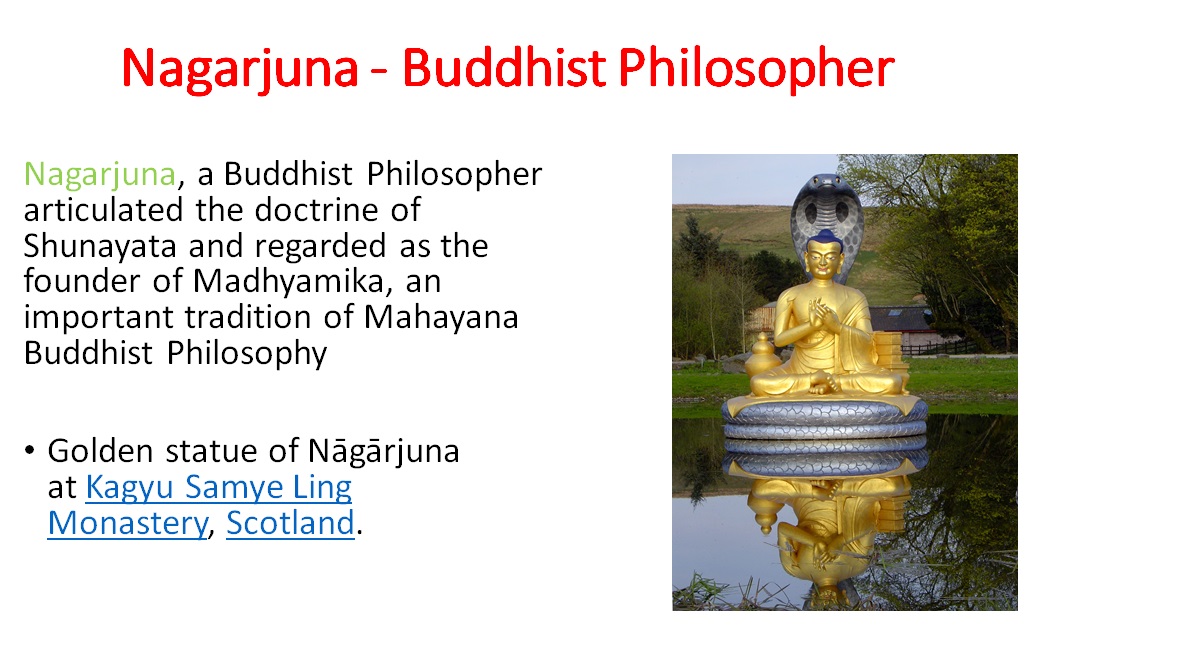 Nagarjuna - Buddhist Philosopher
Nagarjuna, a Buddhist Philosopher
articulated the doctrine of
Shunayata and regarded as the
founder of Madhyamika, an
important tradition of Mahayana
Buddhist Philosophy
• Golden statue of Nāgārjuna
at Kagyu Samye Ling
Monastery, Scotland.